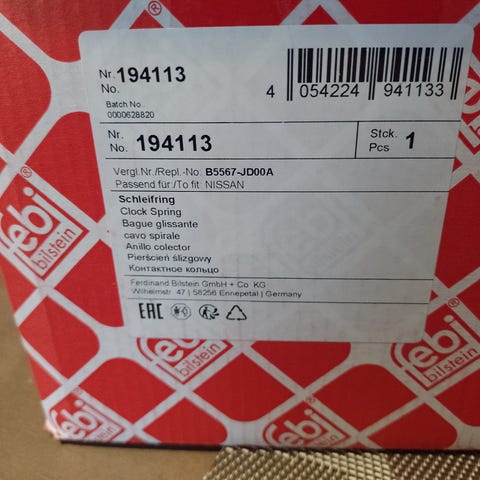 Nr.
No. 194113
Batch No.
0000628820
4 054224 941133
Nr.
No. 194113
Stck.
Pcs 1
Vergl.Nr./Repl.-No. B5567-JD00A
Passend für /To fit NISSAN
Schleifring
Clock Spring
Bague glissante
cavo spirale
Anillo colector
Pierścień ślizgowy
Контактное кольцо
Ferdinand Bilstein GmbH + Co. KG
Wilhelmstr. 47 | 58256 Ennepetal | Germany
EAC
febi
bilstein
febi
bilstein
febi
bilstein
febi
bilstein
febi